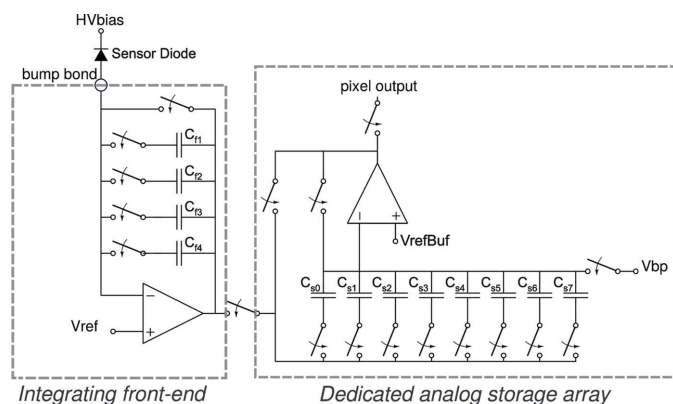 HVbias
Sensor Diode
bump bond
Cf1
Cf2
Cf3
Cf4
−
+
Vref
pixel output
−
+
VrefBuf
Cs0 Cs1 Cs2 Cs3 Cs4 Cs5 Cs6 Cs7
Vbp
Integrating front-end
Dedicated analog storage array